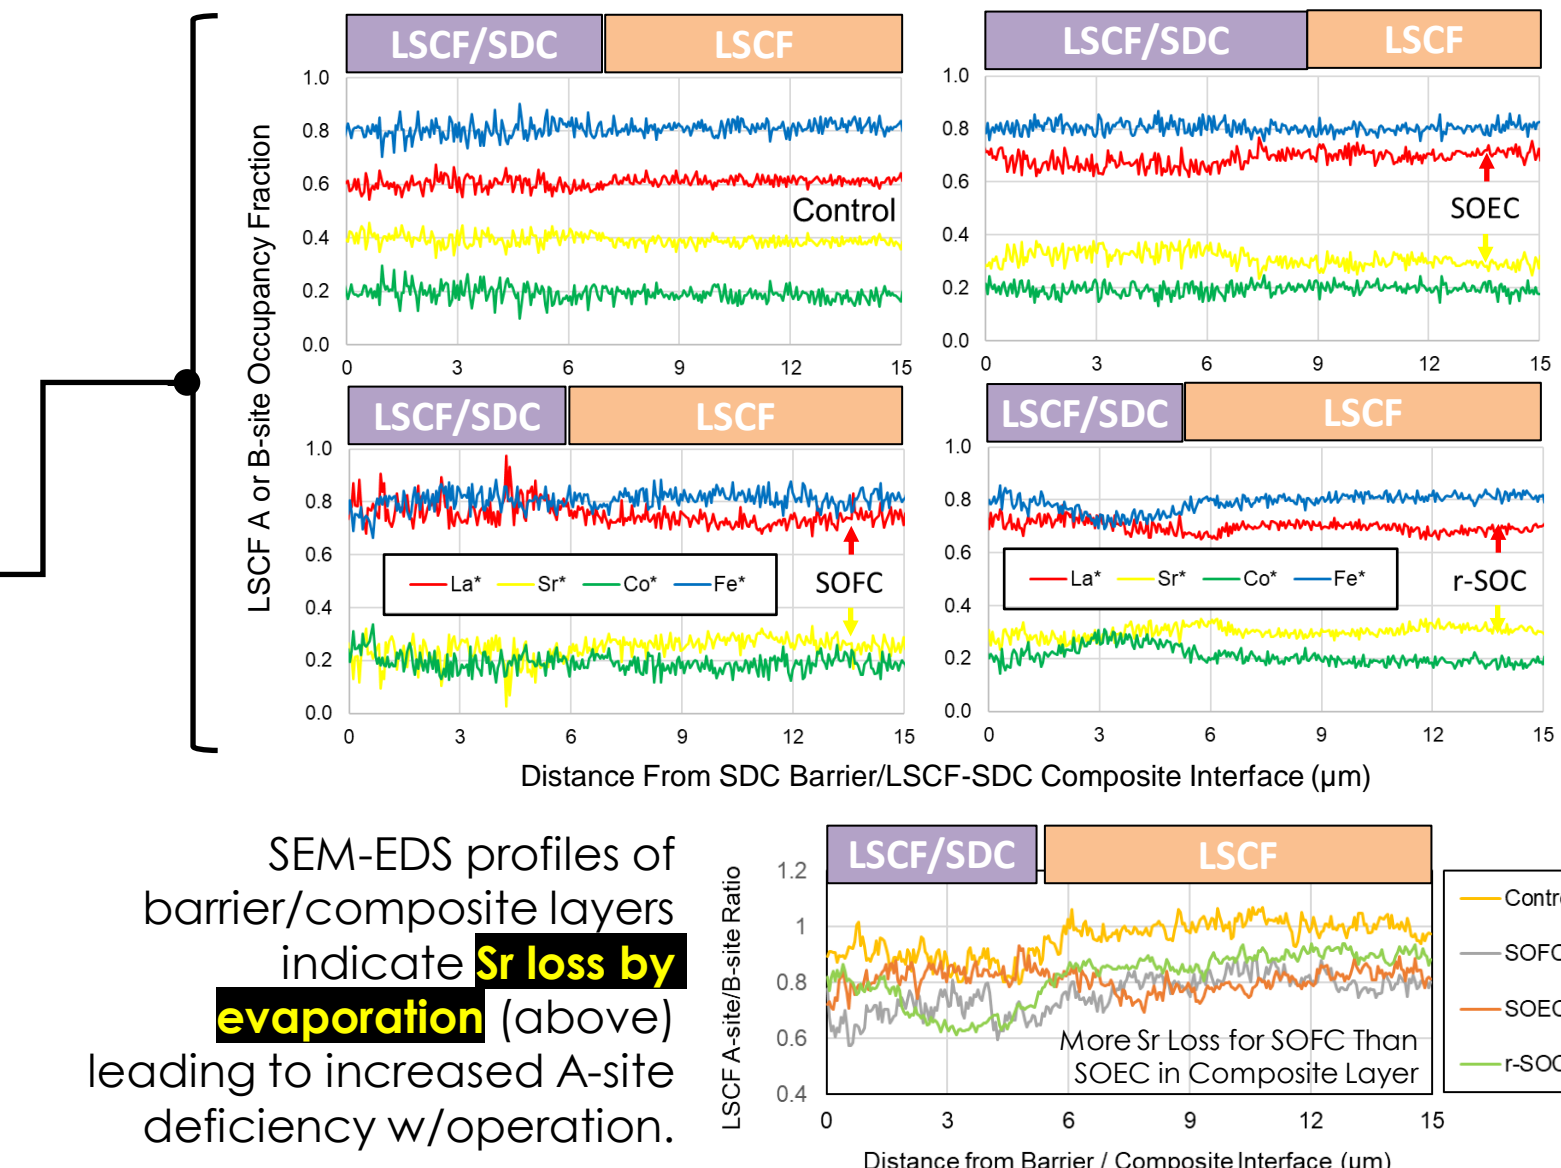 LSCF/SDC LSCF
LSCF/SDC LSCF
LSCF A or B-site Occupancy Fraction
1.0
0.8
0.6
0.4
0.2
0.0
Control
0 3 6 9 12 15
1.0
0.8
0.6
0.4
0.2
0.0
SOEC
0 3 6 9 12 15
LSCF/SDC LSCF
1.0
0.8
0.6
0.4
0.2
0.0
La* Sr* Co* Fe*
SOFC
0 3 6 9 12 15
LSCF/SDC LSCF
1.0
0.8
0.6
0.4
0.2
0.0
La* Sr* Co* Fe*
r-SOC
0 3 6 9 12 15
Distance From SDC Barrier/LSCF-SDC Composite Interface (µm)
SEM-EDS profiles of
barrier/composite layers
indicate Sr loss by
evaporation (above)
leading to increased A-site
deficiency w/operation.
LSCF/SDC LSCF
LSCF A-site/B-site Ratio
1.2
1
0.8
0.6
0.4
More Sr Loss for SOFC Than
SOEC in Composite Layer
0 3 6 9 12 15
Contro
SOFC
SOEC
r-SOC
Distance from Barrier / Composite Interface (µm)